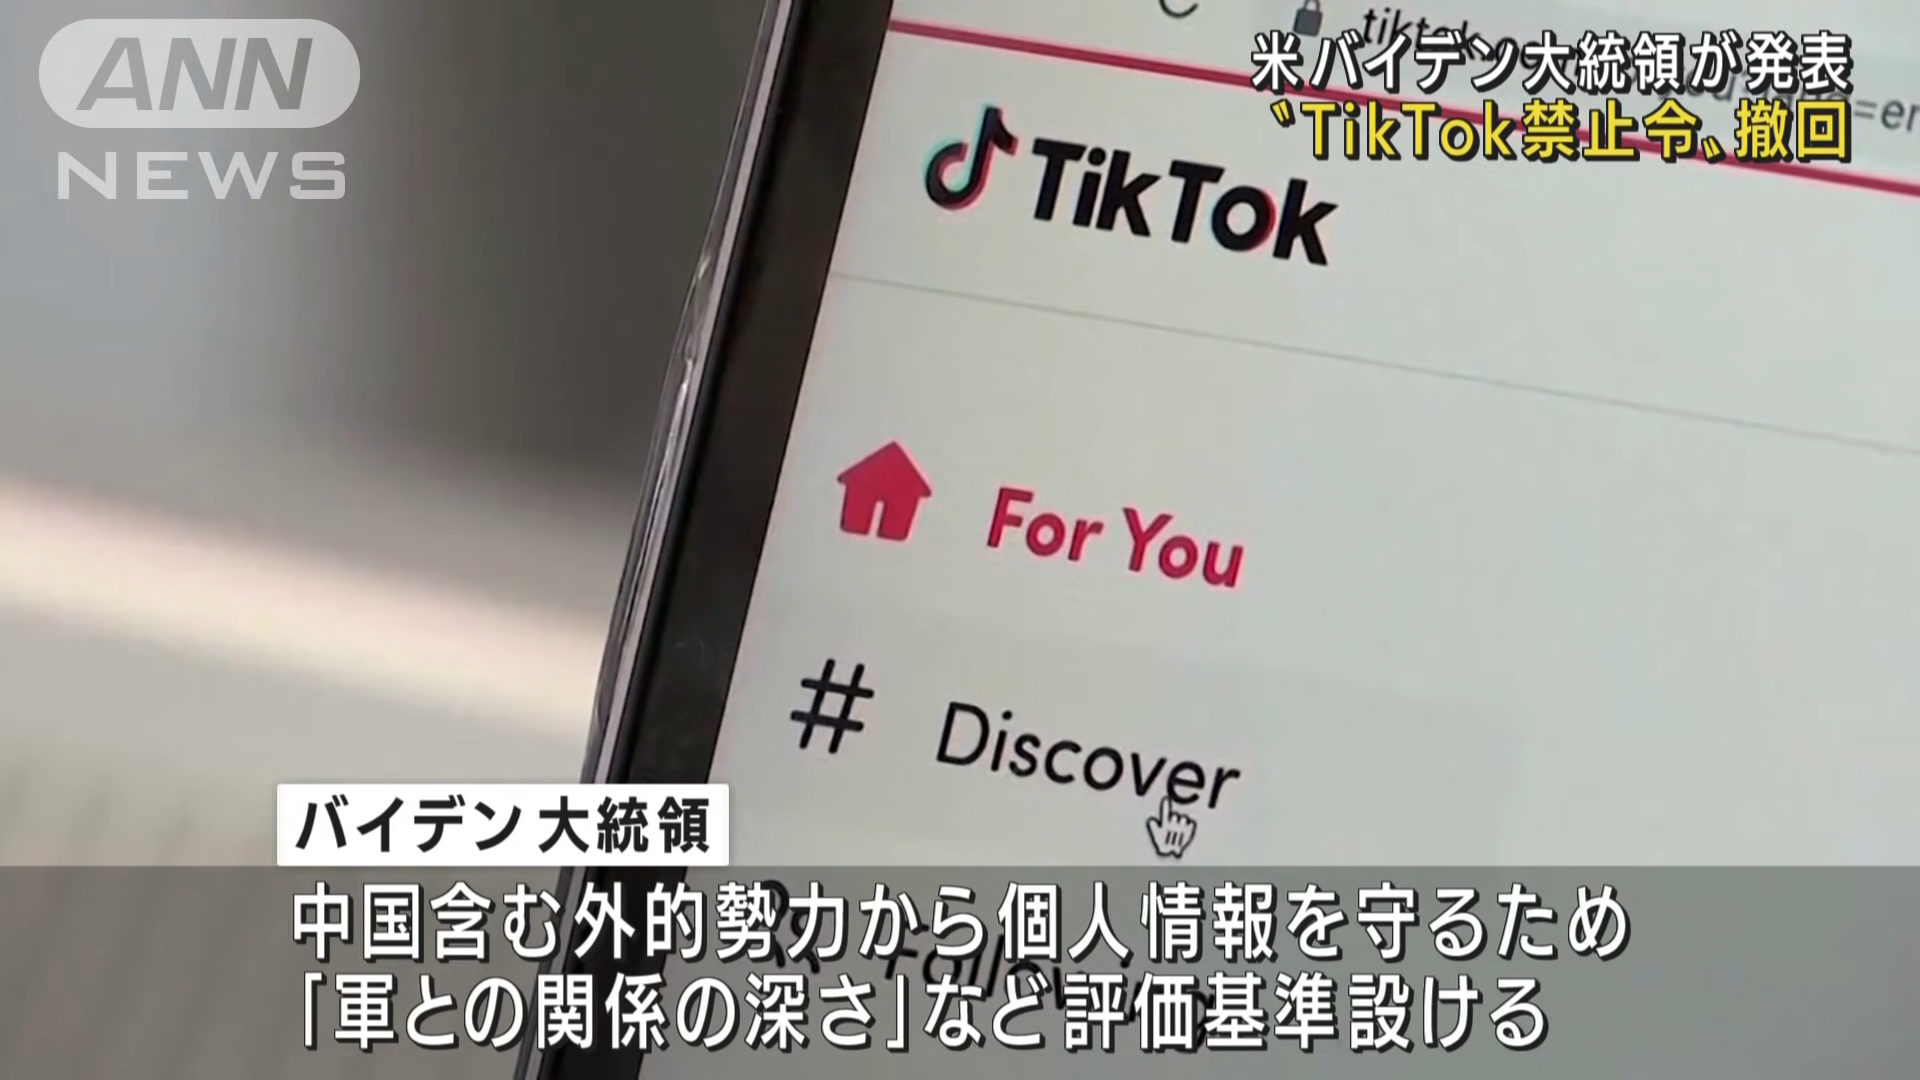 ANN
NEWS
米バイデン大統領が発表
〝TikTok禁止令〟撤回
TikTok
For You
# Discover
Following
バイデン大統領
中国含む外的勢力から個人情報を守るため
「軍との関係の深さ」など評価基準設ける